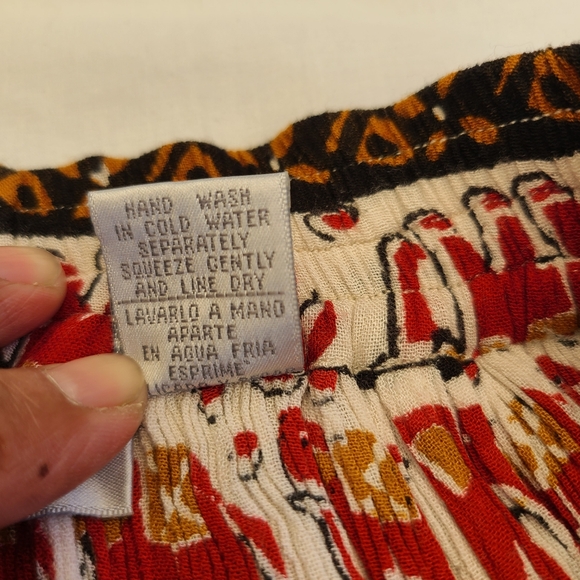 HAND WASH
IN COLD WATER
SEPARATELY
SQUEEZE GENTLY
AND LINE DRY
LAVARLO A MANO
APARTE
EN AGUA FRIA
ESPRIME